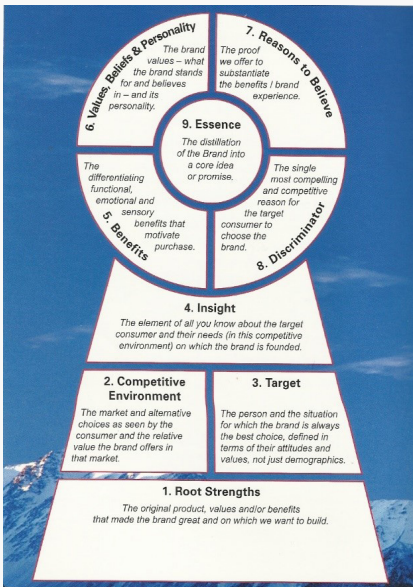 6. Values, Beliefs & Personality
The brand
values – what
the brand stands
for and believes
in – and its
personality.
7. Reasons to Believe
The proof
we offer to
substantiate
the benefits / brand
experience.
9. Essence
The distillation
of the Brand into
a core idea
or promise.
The
differentiating
functional,
emotional and
sensory
benefits that
motivate
purchase.
5. Benefits
The single
most compelling
and competitive
reason for
the target
consumer to
choose the
brand.
8. Discriminator
4. Insight
The element of all you know about the target
consumer and their needs (in this competitive
environment) on which the brand is founded.
2. Competitive
Environment
The market and alternative
choices as seen by the
consumer and the relative
value the brand offers in
that market.
3. Target
The person and the situation
for which the brand is always
the best choice, defined in
terms of their attitudes and
values, not just demographics.
1. Root Strengths
The original product, values and/or benefits
that made the brand great and on which we want to build.